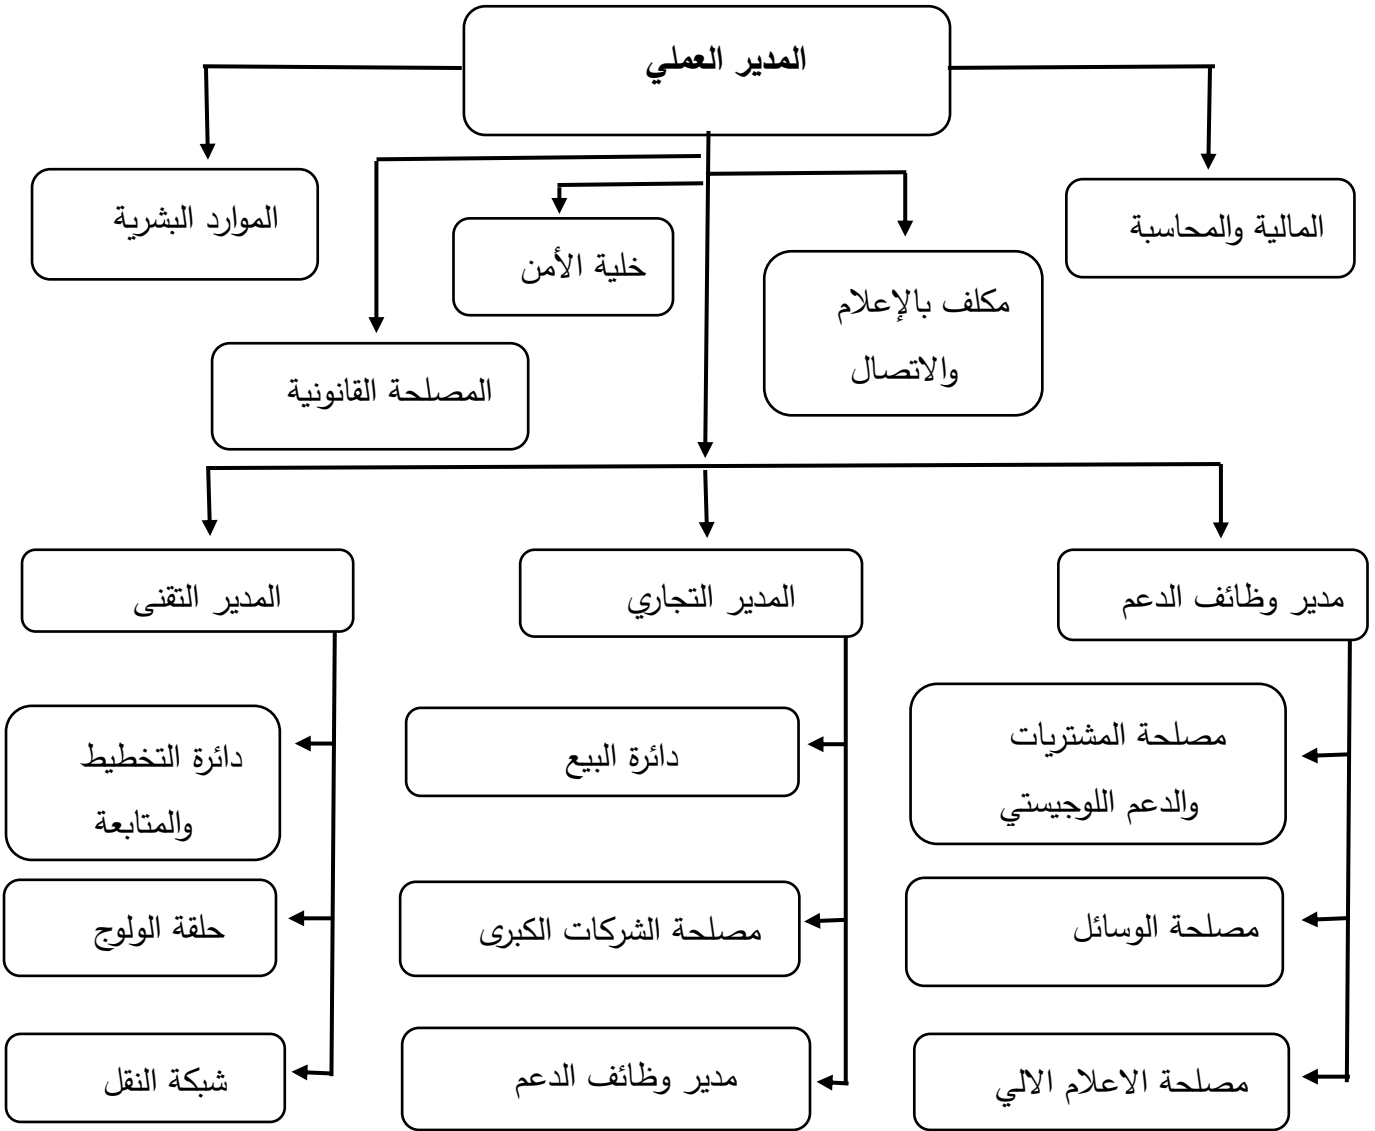 المدير العملي
المالية والمحاسبة
الموارد البشرية
خلية الأمن
مكلف بالإعلام
والاتصال
المصلحة القانونية
مدير وظائف الدعم
المدير التجاري
المدير التقنى
مصلحة المشتريات
والدعم اللوجيستي
دائرة البيع
دائرة التخطيط
والمتابعة
مصلحة الوسائل
مصلحة الشركات الكبرى
حلقة الولوج
مصلحة الاعلام الالي
مدير وظائف الدعم
شبكة النقل